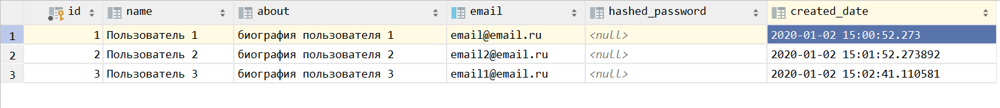 id name about email hashed_password created_date
1 1 Пользователь 1 биография пользователя 1 email@email.ru <null> 2020-01-02 15:00:52.273
2 2 Пользователь 2 биография пользователя 2 email2@email.ru <null> 2020-01-02 15:01:52.273892
3 3 Пользователь 3 биография пользователя 3 email1@email.ru <null> 2020-01-02 15:02:41.110581